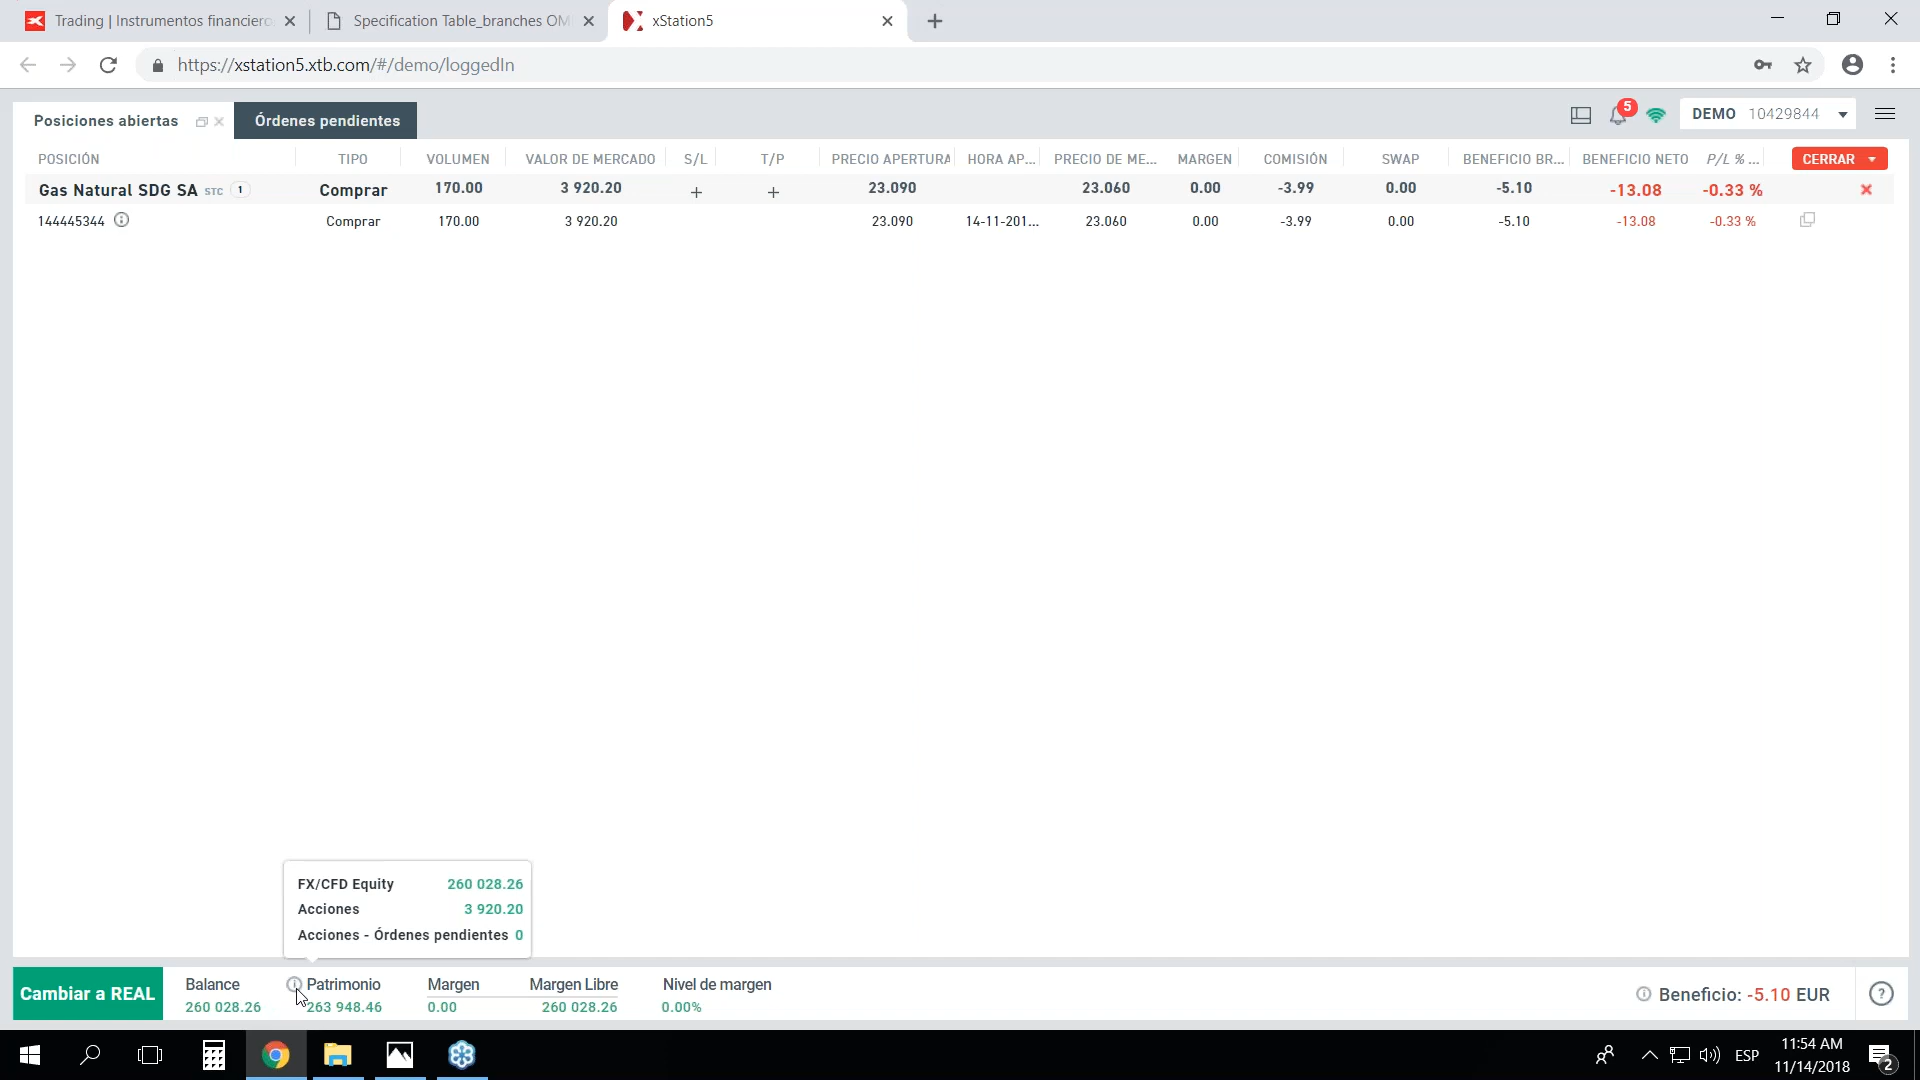 Trading | Instrumentos financiero
Specification Table_branches OM
xStation5
https://xstation5.xtb.com/#/demo/loggedIn
Posiciones abiertas
Órdenes pendientes
5
DEMO 10429844
POSICIÓN TIPO VOLUMEN VALOR DE MERCADO S/L T/P PRECIO APERTURA HORA AP... PRECIO DE ME... MARGEN COMISIÓN SWAP BENEFICIO BR... BENEFICIO NETO P/L % ... CERRAR
Gas Natural SDG SA STC 1 Comprar 170.00 3 920.20 + + 23.090 23.060 0.00 -3.99 0.00 -5.10 -13.08 -0.33 %
144445344 Comprar 170.00 3 920.20 23.090 14-11-201... 23.060 0.00 -3.99 0.00 -5.10 -13.08 -0.33 %
FX/CFD Equity 260 028.26
Acciones 3 920.20
Acciones - Órdenes pendientes 0
Cambiar a REAL
Balance Patrimonio Margen Margen Libre Nivel de margen
260 028.26 263 948.46 0.00 260 028.26 0.00%
Beneficio: -5.10 EUR
?
ESP
11:54 AM
11/14/2018
2